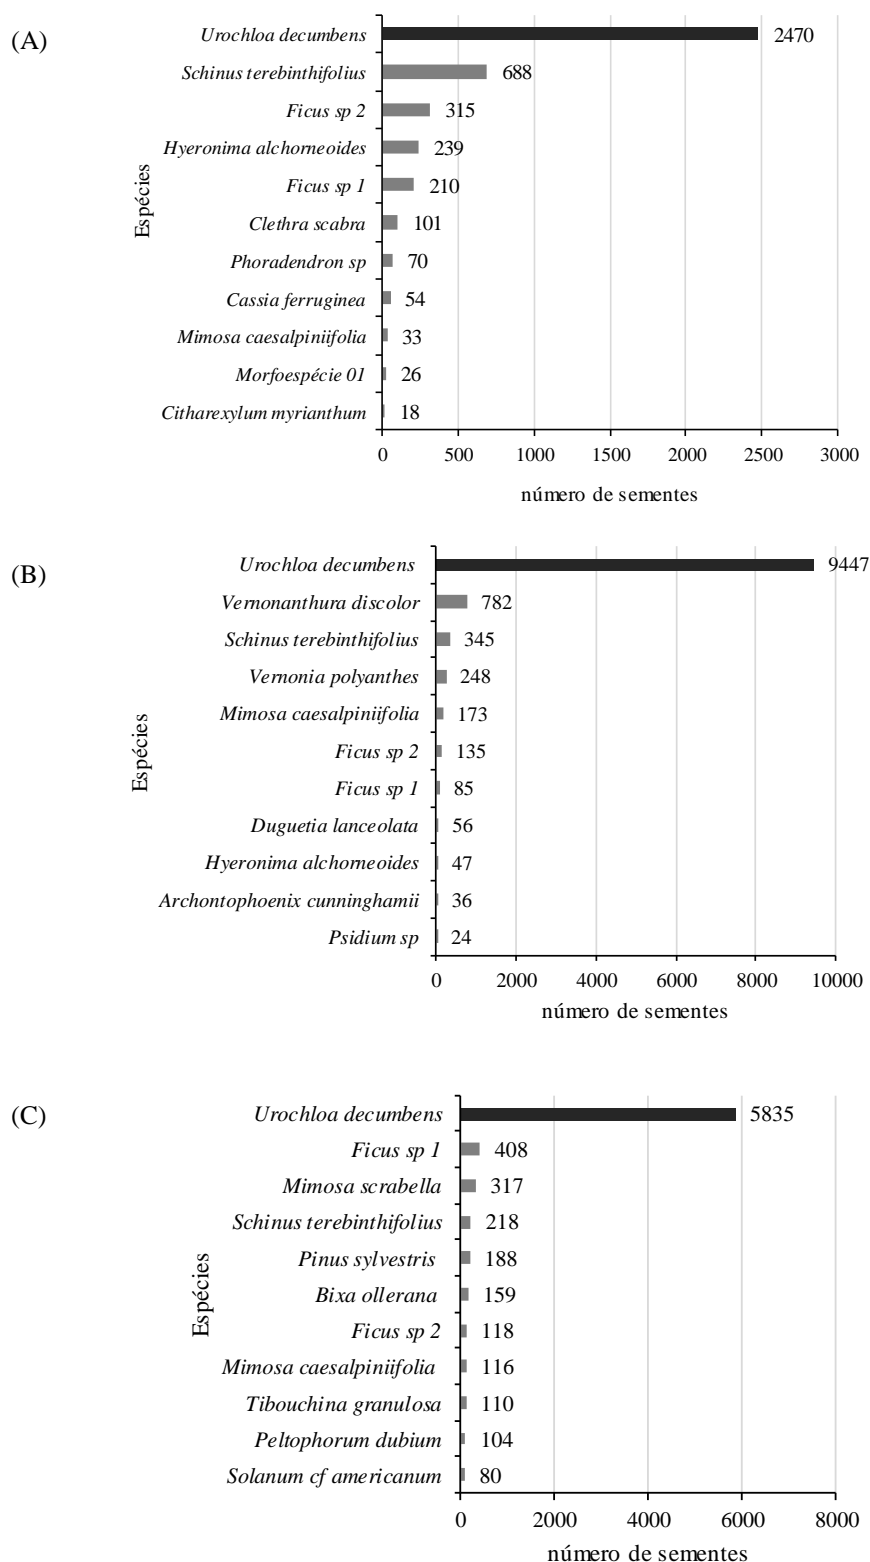 (A)
Espécies
Urochloa decumbens 2470
Schinus terebinthifolius 688
Ficus sp 2 315
Hyeronima alchorneoides 239
Ficus sp 1 210
Clethra scabra 101
Phoradendron sp 70
Cassia ferruginea 54
Mimosa caesalpiniifolia 33
Morfoespécie 01 26
Citharexylum myrianthum 18
0 500 1000 1500 2000 2500 3000
número de sementes
(B)
Espécies
Urochloa decumbens 9447
Vernonanthura discolor 782
Schinus terebinthifolius 345
Vernonia polyanthes 248
Mimosa caesalpiniifolia 173
Ficus sp 2 135
Ficus sp 1 85
Duguetia lanceolata 56
Hyeronima alchorneoides 47
Archontophoenix cunninghamii 36
Psidium sp 24
0 2000 4000 6000 8000 10000
número de sementes
(C)
Espécies
Urochloa decumbens 5835
Ficus sp 1 408
Mimosa scrabella 317
Schinus terebinthifolius 218
Pinus sylvestris 188
Bixa ollerana 159
Ficus sp 2 118
Mimosa caesalpiniifolia 116
Tibouchina granulosa 110
Peltophorum dubium 104
Solanum cf americanum 80
0 2000 4000 6000 8000
número de sementes